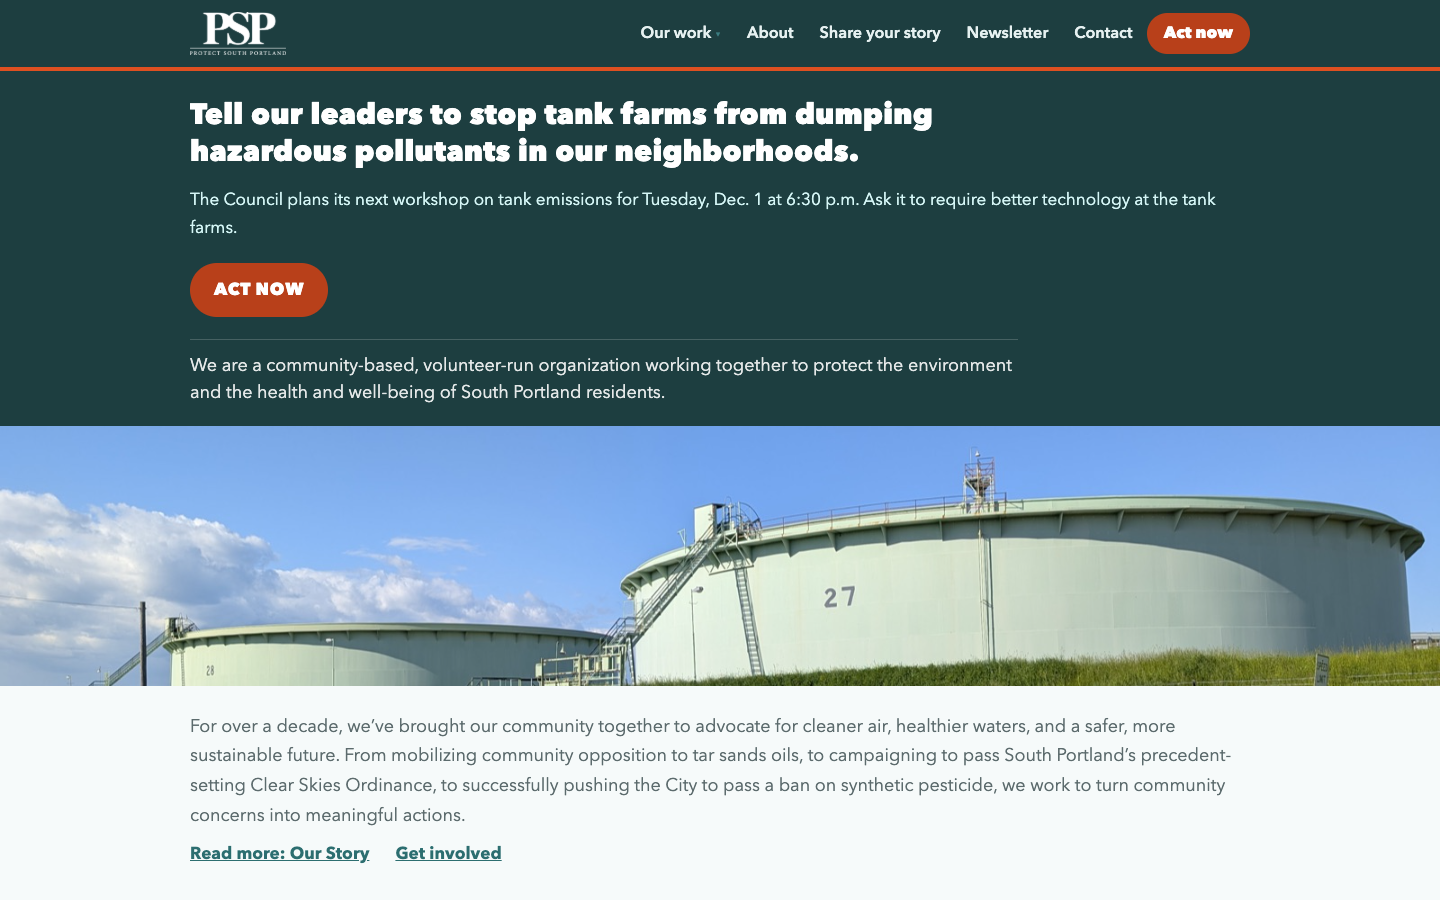 PSP
PROTECT SOUTH PORTLAND
Our work
About
Share your story
Newsletter
Contact
Act now
Tell our leaders to stop tank farms from dumping
hazardous pollutants in our neighborhoods.
The Council plans its next workshop on tank emissions for Tuesday, Dec. 1 at 6:30 p.m. Ask it to require better technology at the tank
farms.
ACT NOW
We are a community-based, volunteer-run organization working together to protect the environment
and the health and well-being of South Portland residents.
27
28
For over a decade, we’ve brought our community together to advocate for cleaner air, healthier waters, and a safer, more
sustainable future. From mobilizing community opposition to tar sands oils, to campaigning to pass South Portland’s precedent-
setting Clear Skies Ordinance, to successfully pushing the City to pass a ban on synthetic pesticide, we work to turn community
concerns into meaningful actions.
Read more: Our Story
Get involved